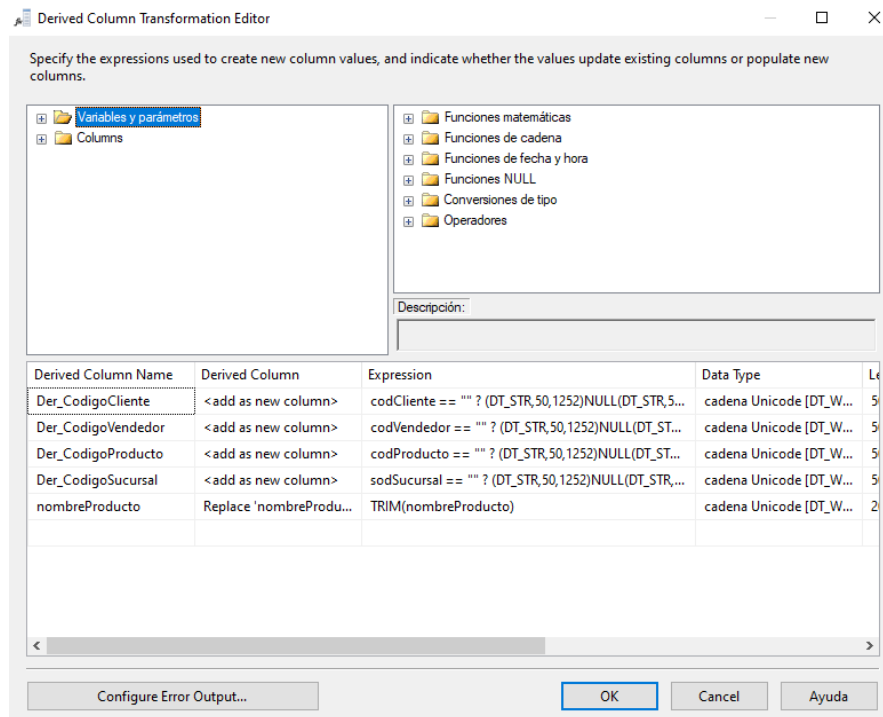 Derived Column Transformation Editor
Specify the expressions used to create new column values, and indicate whether the values update existing columns or populate new
columns.
Variables y parámetros
Columns
Funciones matemáticas
Funciones de cadena
Funciones de fecha y hora
Funciones NULL
Conversiones de tipo
Operadores
Descripción:
Derived Column Name Derived Column Expression Data Type Le
Der_CodigoCliente <add as new column> codCliente == "" ? (DT_STR,50,1252)NULL(DT_STR,5... cadena Unicode [DT_W... 5
Der_CodigoVendedor <add as new column> codVendedor == "" ? (DT_STR,50,1252)NULL(DT_ST... cadena Unicode [DT_W... 5
Der_CodigoProducto <add as new column> codProducto == "" ? (DT_STR,50,1252)NULL(DT_ST... cadena Unicode [DT_W... 5
Der_CodigoSucursal <add as new column> sodSucursal == "" ? (DT_STR,50,1252)NULL(DT_STR,... cadena Unicode [DT_W... 5
nombreProducto Replace 'nombreProdu... TRIM(nombreProducto) cadena Unicode [DT_W... 2
Configure Error Output... OK Cancel Ayuda